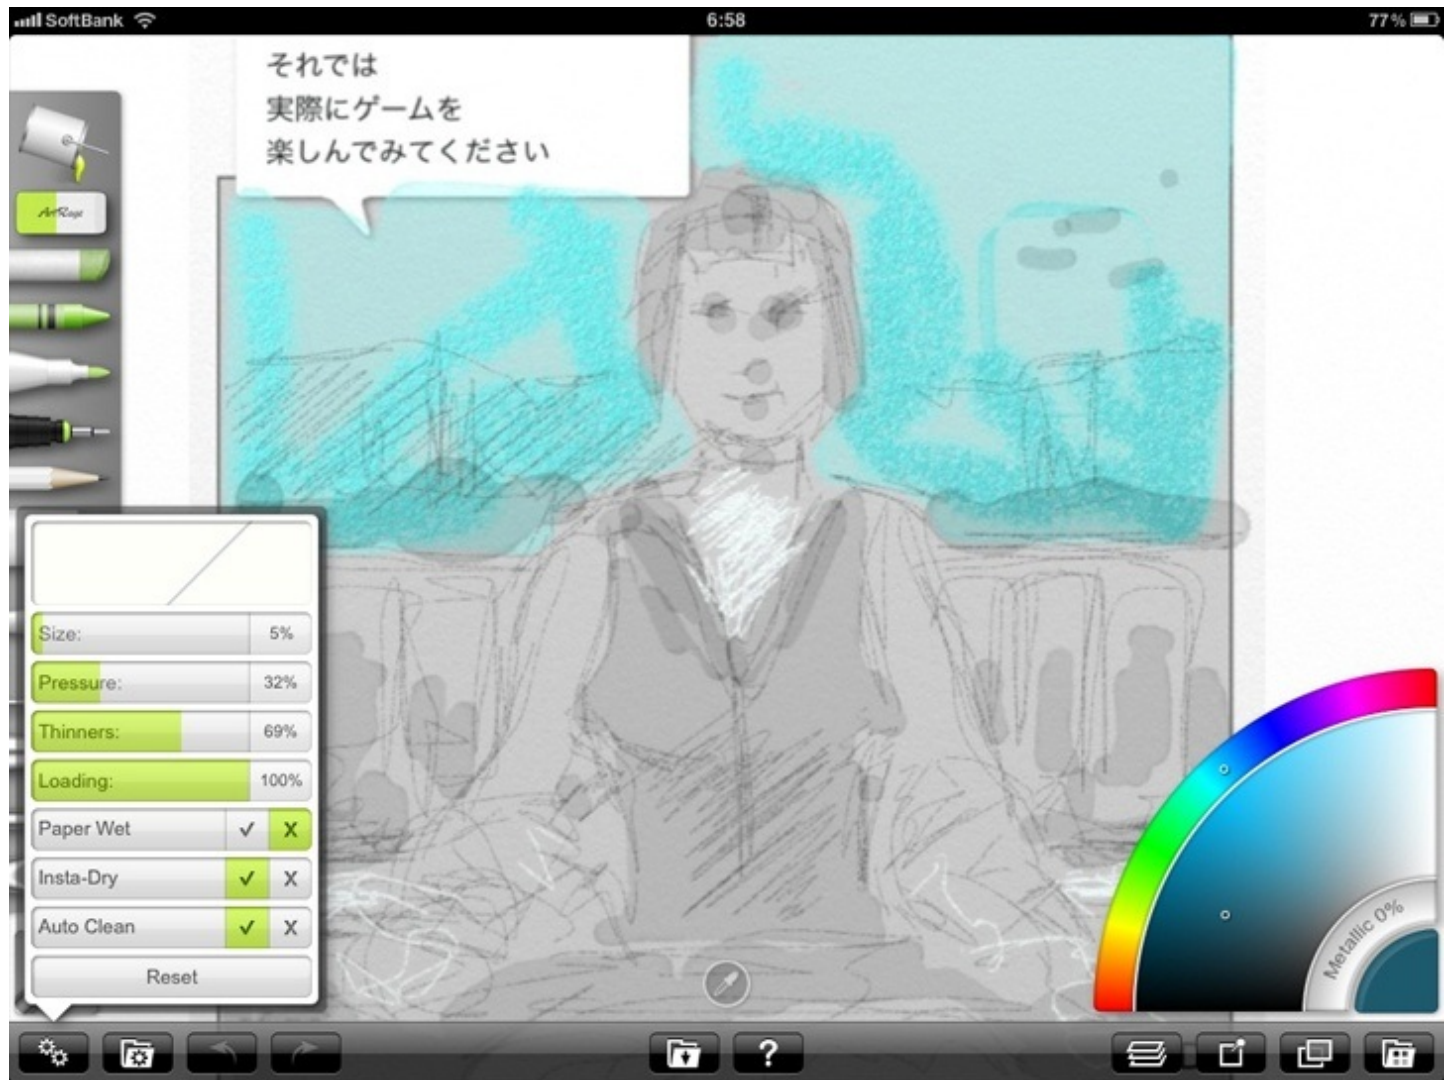 SoftBank
6:58
77%
それでは
実際にゲームを
楽しんでみてください
ArtRage
Size: 5%
Pressure: 32%
Thinners: 69%
Loading: 100%
Paper Wet ✓ X
Insta-Dry ✓ X
Auto Clean ✓ X
Reset
Metallic 0%
?